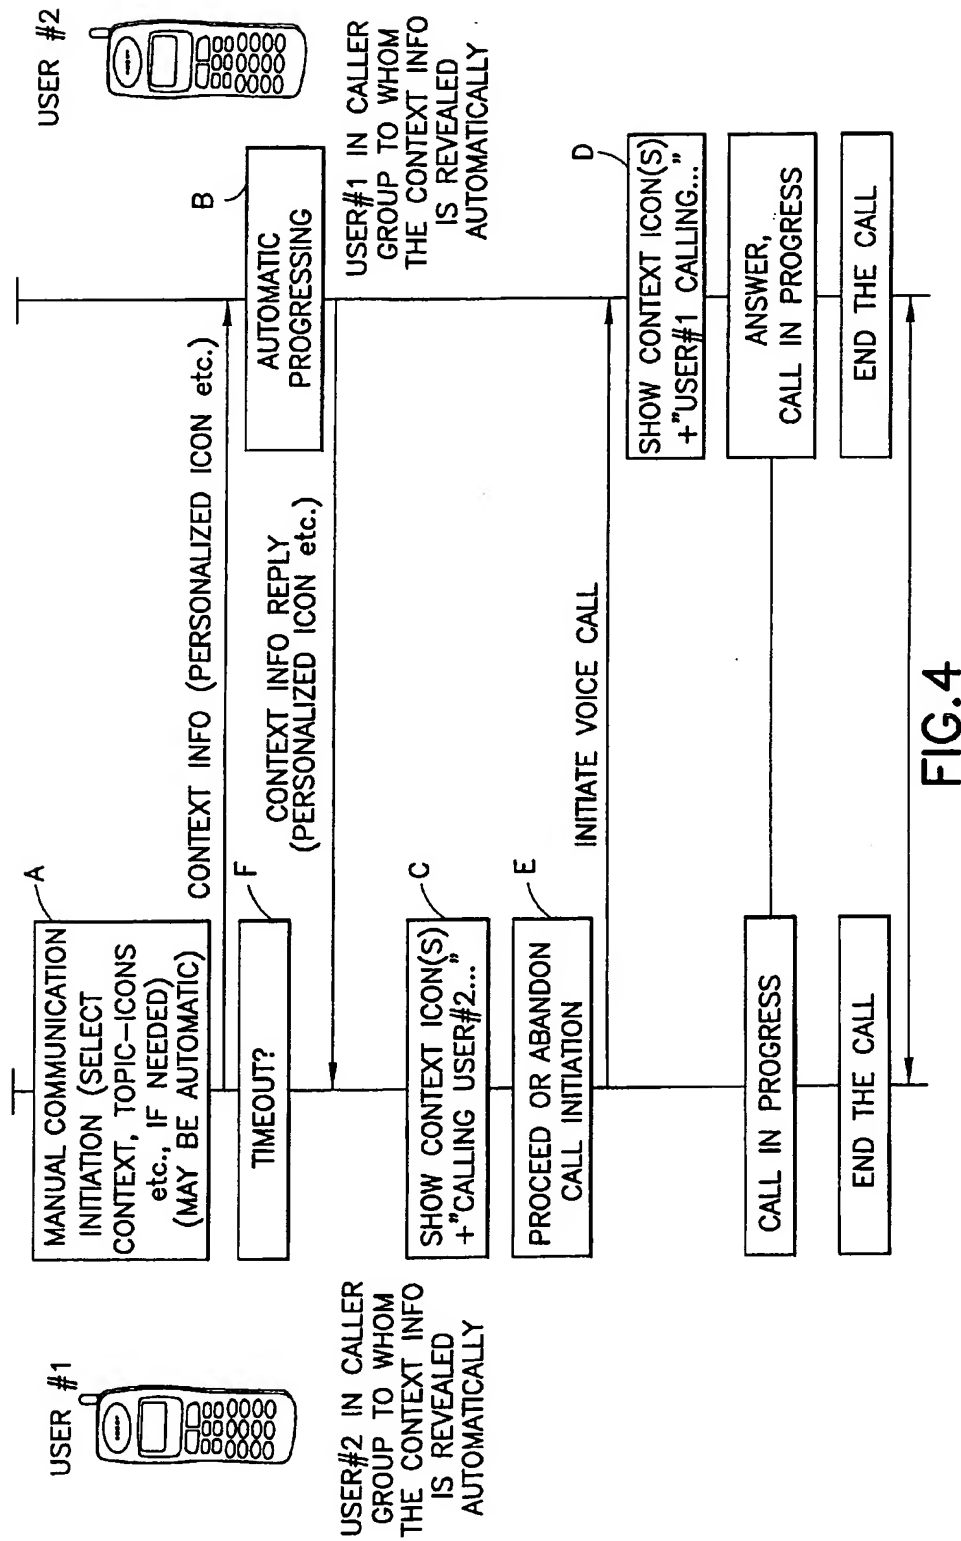 USER #1
USER #2
MANUAL COMMUNICATION
INITIATION (SELECT
CONTEXT, TOPIC-ICONS
etc., IF NEEDED)
(MAY BE AUTOMATIC)
A
CONTEXT INFO (PERSONALIZED ICON etc.)
TIMEOUT?
F
B
AUTOMATIC
PROGRESSING
CONTEXT INFO REPLY
(PERSONALIZED ICON etc.)
USER#2 IN CALLER
GROUP TO WHOM
THE CONTEXT INFO
IS REVEALED
AUTOMATICALLY
USER#1 IN CALLER
GROUP TO WHOM
THE CONTEXT INFO
IS REVEALED
AUTOMATICALLY
SHOW CONTEXT ICON(S)
+"CALLING USER#2..."
C
PROCEED OR ABANDON
CALL INITIATION
E
INITIATE VOICE CALL
D
SHOW CONTEXT ICON(S)
+"USER#1 CALLING..."
CALL IN PROGRESS
ANSWER,
CALL IN PROGRESS
END THE CALL
END THE CALL
FIG.4